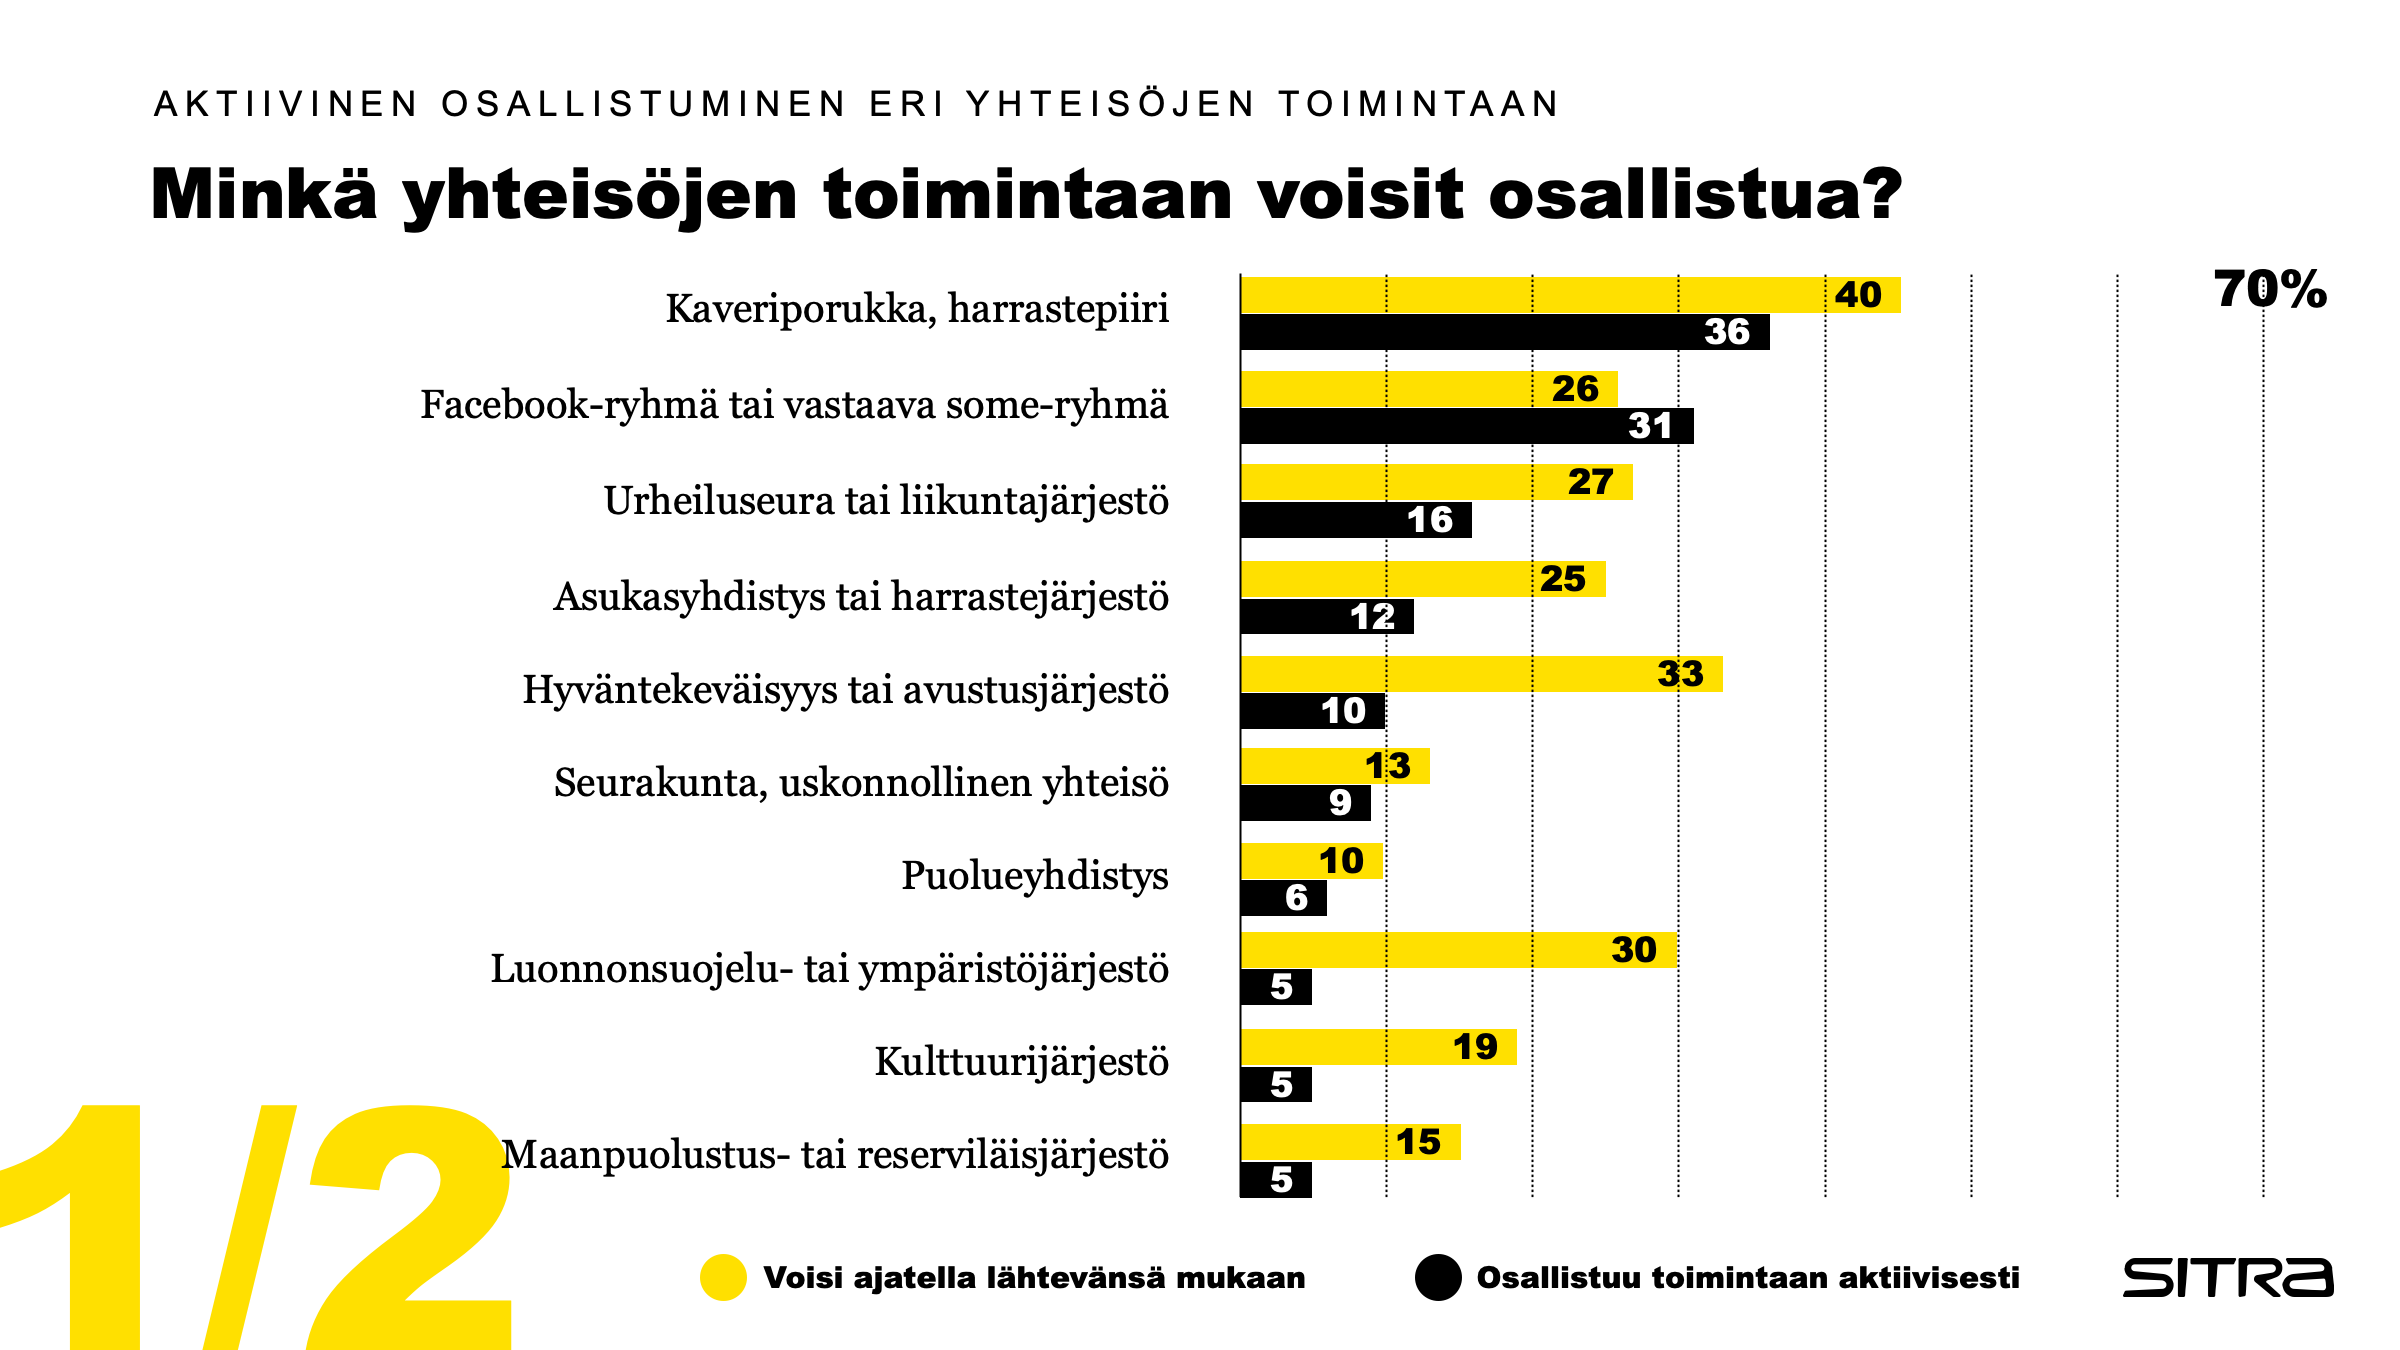 AKTIIVINEN OSALLISTUMINEN ERI YHTEISÖJEN TOIMINTAAN
Minkä yhteisöjen toimintaan voisit osallistua?
70%
Kaveriporukka, harrastepiiri
40
36
Facebook-ryhmä tai vastaava some-ryhmä
26
31
Urheiluseura tai liikuntajärjestö
27
16
Asukasyhdistys tai harrastejärjestö
25
12
Hyväntekeväisyys tai avustusjärjestö
33
10
Seurakunta, uskonnollinen yhteisö
13
9
Puolueyhdistys
10
6
Luonnonsuojelu- tai ympäristöjärjestö
30
5
Kulttuurijärjestö
19
5
Maanpuolustus- tai reserviläisjärjestö
15
5
1/2
Voisi ajatella lähtevänsä mukaan
Osallistuu toimintaan aktiivisesti
SITRA